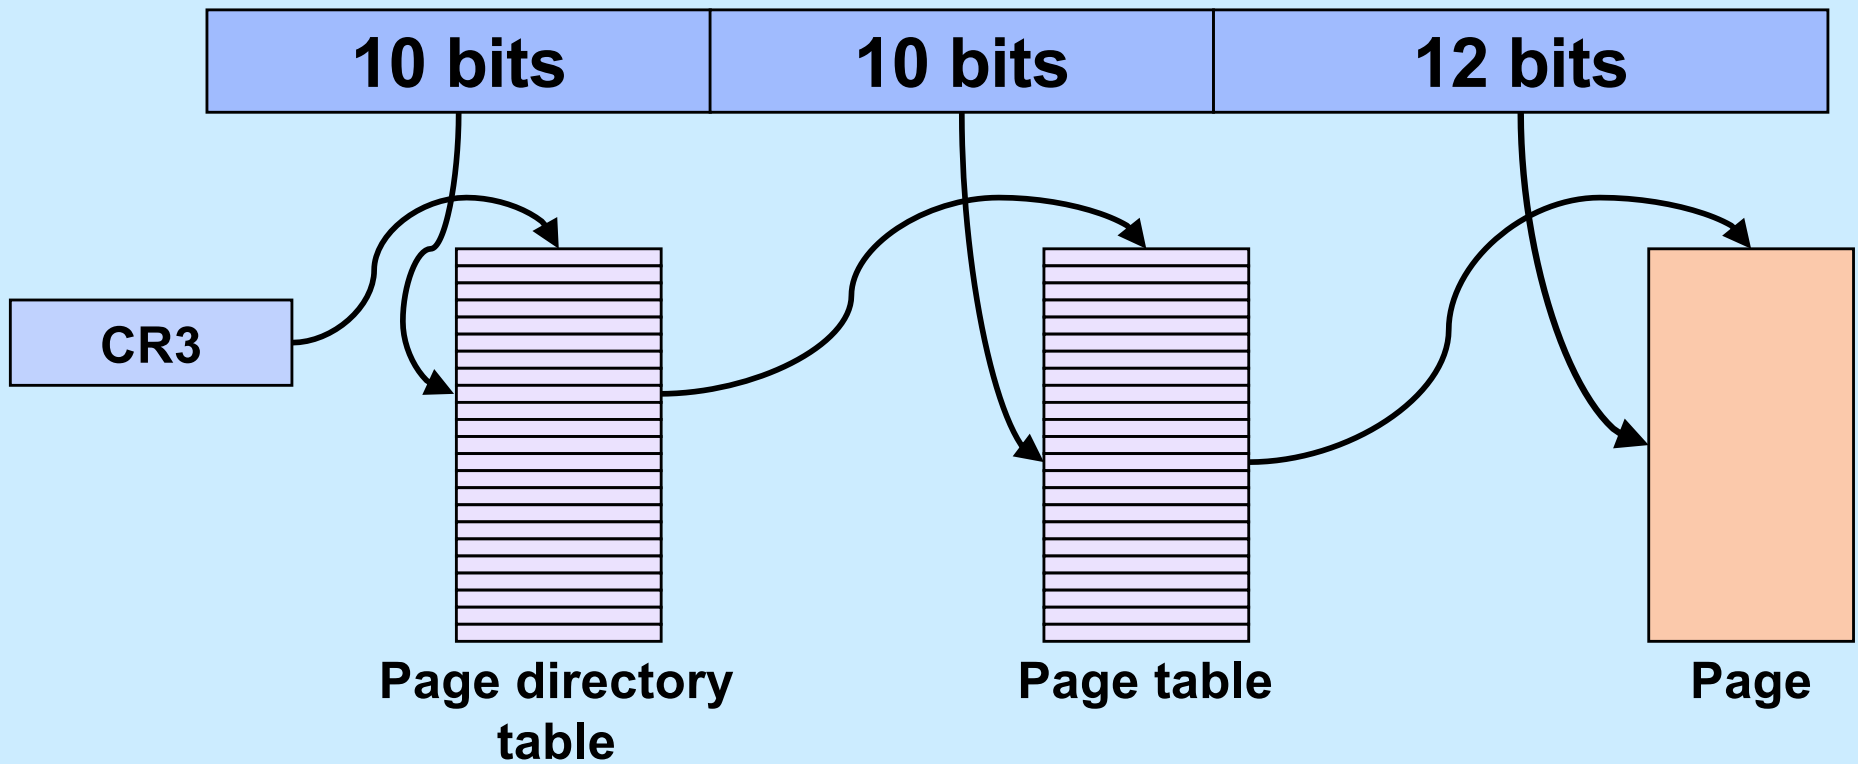 10 bits
10 bits
12 bits
CR3
Page directory
table
Page table
Page